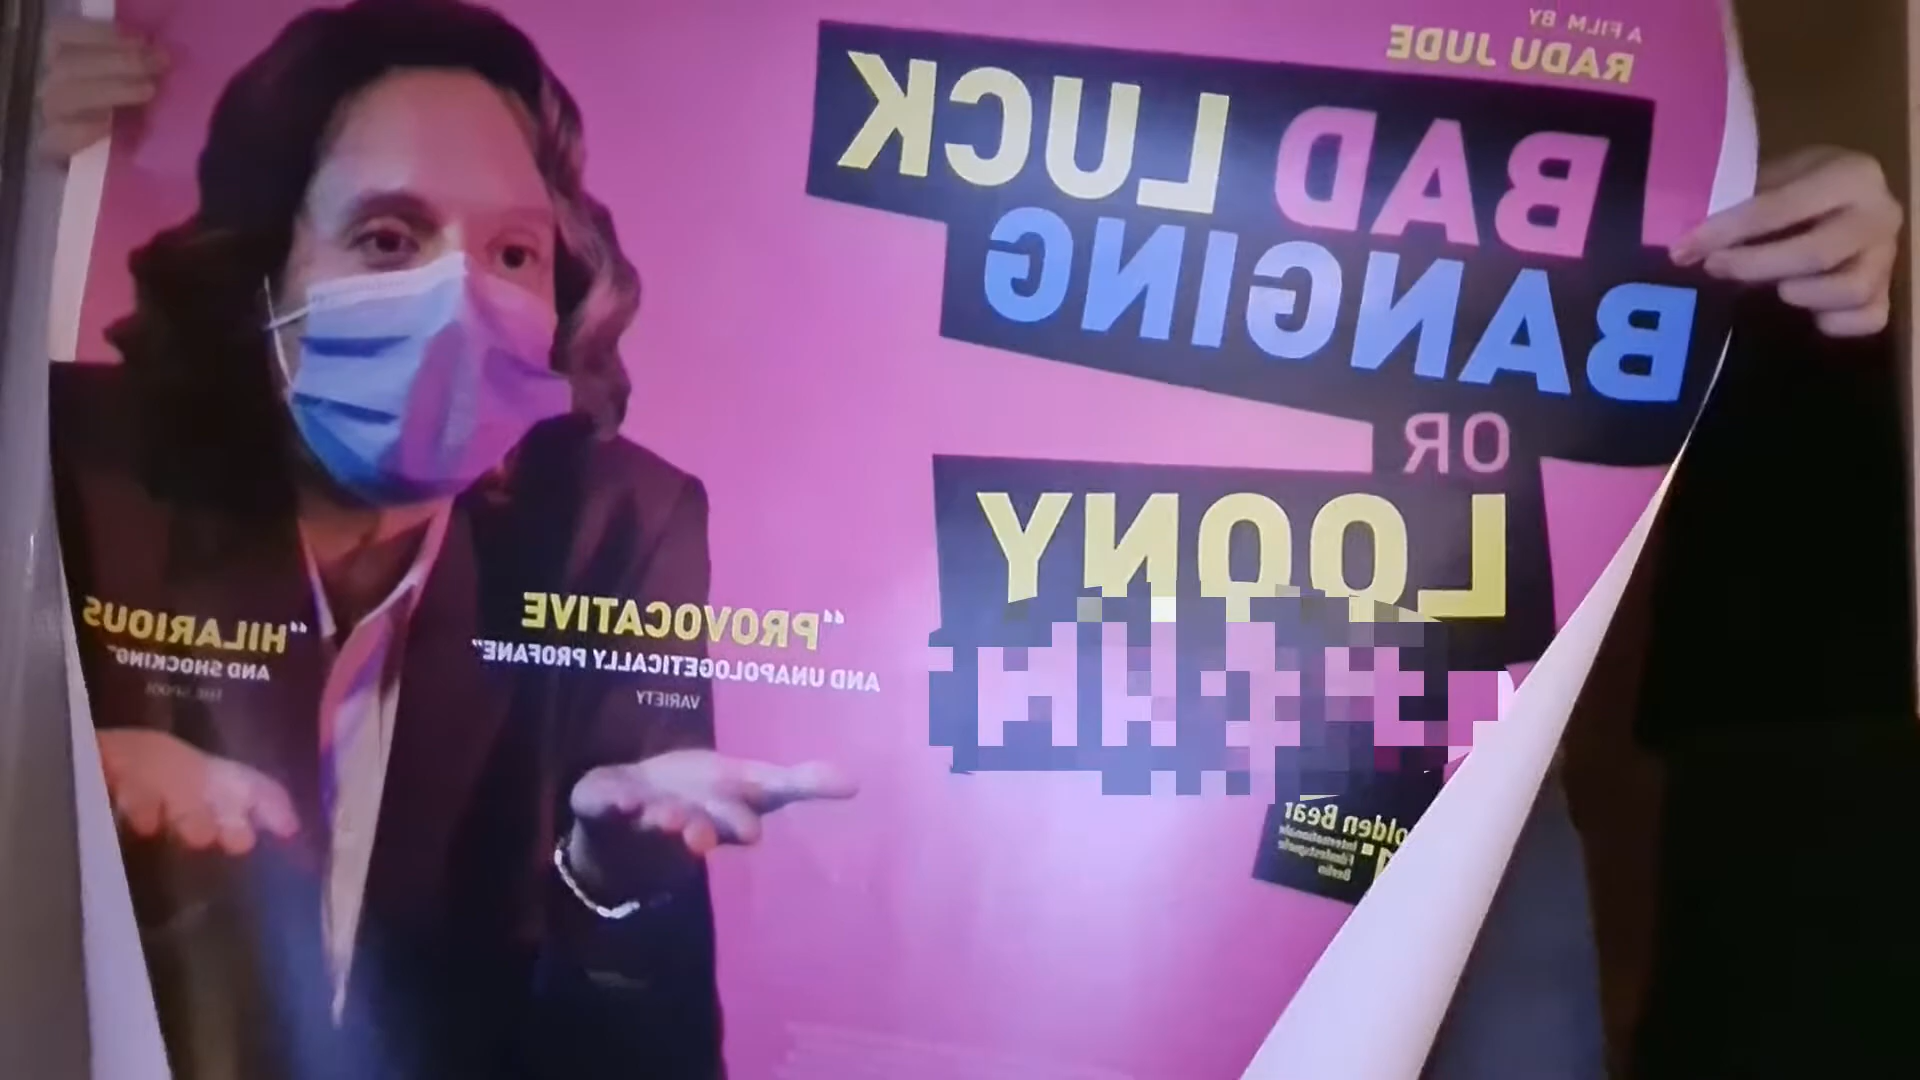 A FILM BY
RADU JUDE
BAD LUCK
BANGING
OR
LOONY
“HILARIOUS
AND SHOCKING”
“PROVOCATIVE
AND UNAPOLOGETICALLY PROFANE”
VARIETY
olden Bear
Internationale
Filmfestspiele
Berlin